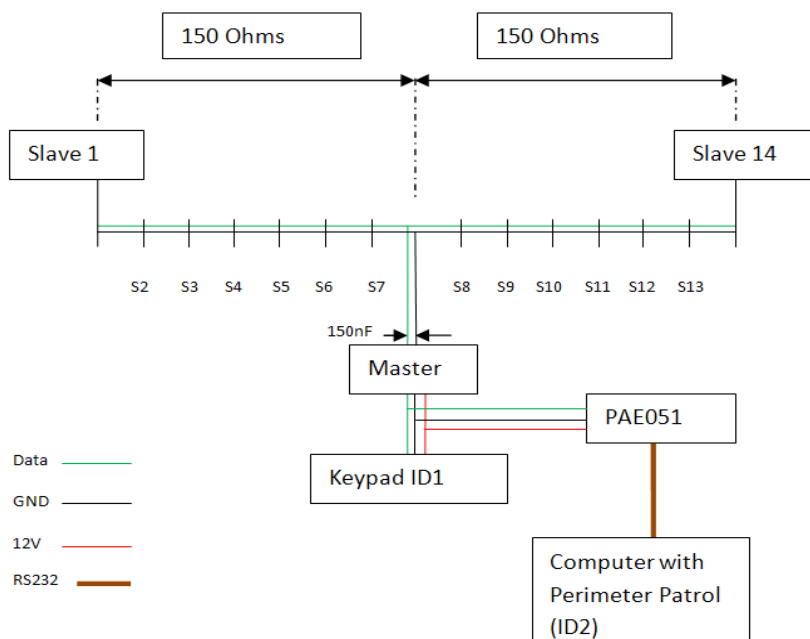 150 Ohms
150 Ohms
Slave 1
Slave 14
S2
S3
S4
S5
S6
S7
S8
S9
S10
S11
S12
S13
150nF
Master
PAE051
Keypad ID1
Data
GND
12V
RS232
Computer with
Perimeter Patrol
(ID2)